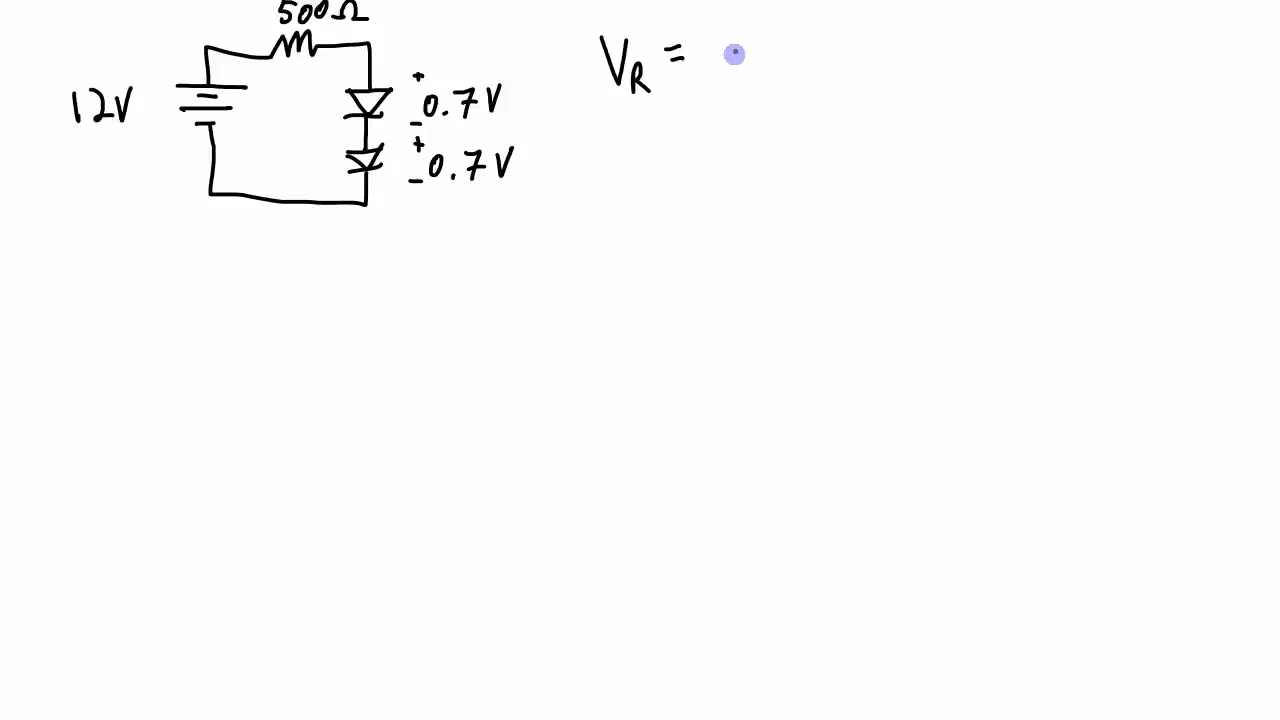 500Ω
12V
+
0.7V
-
+
0.7V
-
V_R =